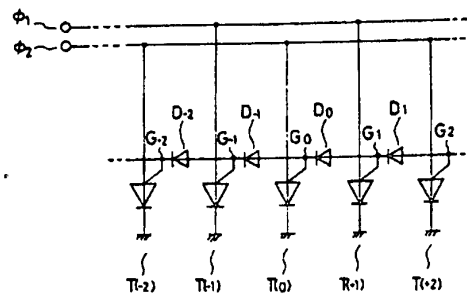 ϕ1
ϕ2
D-2 D-1 D0 D1
G-2 G-1 G0 G1 G2
T(-2) T(-1) T(0) T(+1) T(+2)